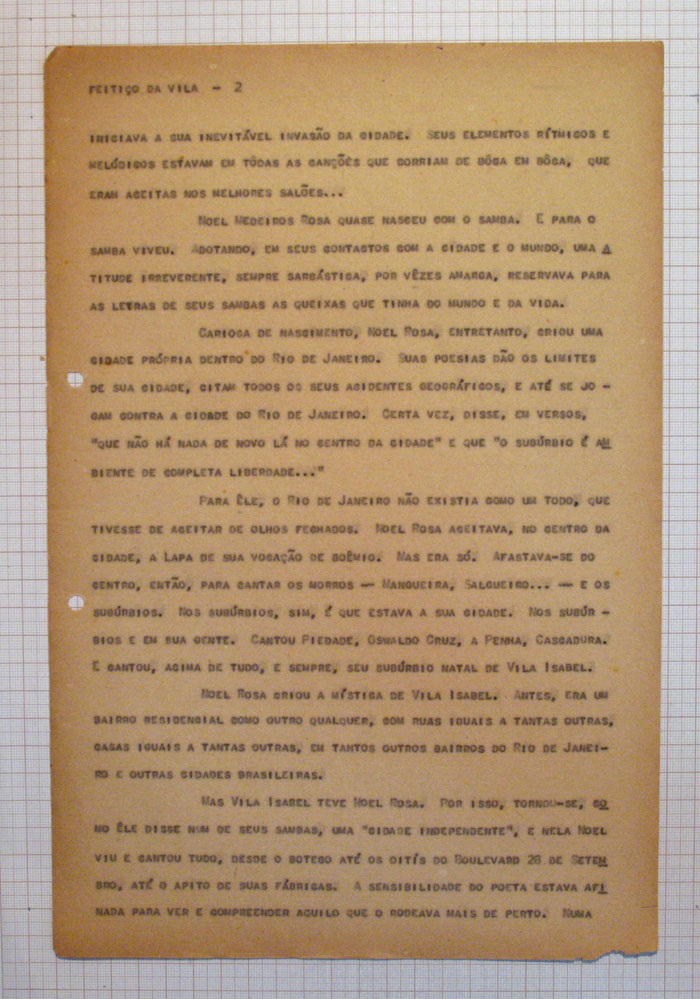 FEITIÇO DA VILA - 2
INICIAVA A SUA INEVITÁVEL INVASÃO DA CIDADE. SEUS ELEMENTOS RÍTMICOS E
MELÓDICOS ESTAVAM EM TÔDAS AS CANÇÕES QUE CORRIAM DE BÔCA EM BÔCA, QUE
ERAM ACEITAS NOS MELHORES SALÕES...
NOEL MEDEIROS ROSA QUASE NASCEU COM O SAMBA. E PARA O
SAMBA VIVEU. ADOTANDO, EM SEUS CONTACTOS COM A CIDADE E O MUNDO, UMA A
TITUDE IRREVERENTE, SEMPRE SARCÁSTICA, POR VÊZES AMARGA, RESERVAVA PARA
AS LETRAS DE SEUS SAMBAS AS QUEIXAS QUE TINHA DO MUNDO E DA VIDA.
CARIOCA DE NASCIMENTO, NOEL ROSA, ENTRETANTO, CRIOU UMA
CIDADE PRÓPRIA DENTRO DO RIO DE JANEIRO. SUAS POESIAS DÃO OS LIMITES
DE SUA CIDADE, CITAM TODOS OS SEUS ACIDENTES GEOGRÁFICOS, E ATÉ SE JO -
GAM CONTRA A CIDADE DO RIO DE JANEIRO. CERTA VEZ, DISSE, EM VERSOS,
"QUE NÃO HÁ NADA DE NOVO LÁ NO CENTRO DA CIDADE" E QUE "O SUBÚRBIO É AM
BIENTE DE COMPLETA LIBERDADE..."
PARA ÊLE, O RIO DE JANEIRO NÃO EXISTIA COMO UM TODO, QUE
TIVESSE DE ACEITAR DE OLHOS FECHADOS. NOEL ROSA ACEITAVA, NO CENTRO DA
CIDADE, A LAPA DE SUA VOCAÇÃO DE BOÊMIO. MAS ERA SÓ. AFASTAVA-SE DO
CENTRO, ENTÃO, PARA CANTAR OS MORROS — MANGUEIRA, SALGUEIRO... — E OS
SUBÚRBIOS. NOS SUBÚRBIOS, SIM, É QUE ESTAVA A SUA CIDADE. NOS SUBÚR -
BIOS E EM SUA GENTE. CANTOU PIEDADE, OSWALDO CRUZ, A PENHA, CASCADURA.
E CANTOU, ACIMA DE TUDO, E SEMPRE, SEU SUBÚRBIO NATAL DE VILA ISABEL.
NOEL ROSA CRIOU A MÍSTICA DE VILA ISABEL. ANTES, ERA UM
BAIRRO RESIDENCIAL COMO OUTRO QUALQUER, COM RUAS IGUAIS A TANTAS OUTRAS,
CASAS IGUAIS A TANTAS OUTRAS, EM TANTOS OUTROS BAIRROS DO RIO DE JANEI-
RO E OUTRAS CIDADES BRASILEIRAS.
MAS VILA ISABEL TEVE NOEL ROSA. POR ISSO, TORNOU-SE, CO
MO ÊLE DISSE NUM DE SEUS SAMBAS, UMA "CIDADE INDEPENDENTE", E NELA NOEL
VIU E CANTOU TUDO, DESDE O BOTECO ATÉ OS OITÍS DO BOULEVARD 28 DE SETEM
BRO, ATÉ O APITO DE SUAS FÁBRICAS. A SENSIBILIDADE DO POETA ESTAVA AFI
NADA PARA VER E COMPREENDER AQUILO QUE O RODEAVA MAIS DE PERTO. NUMA